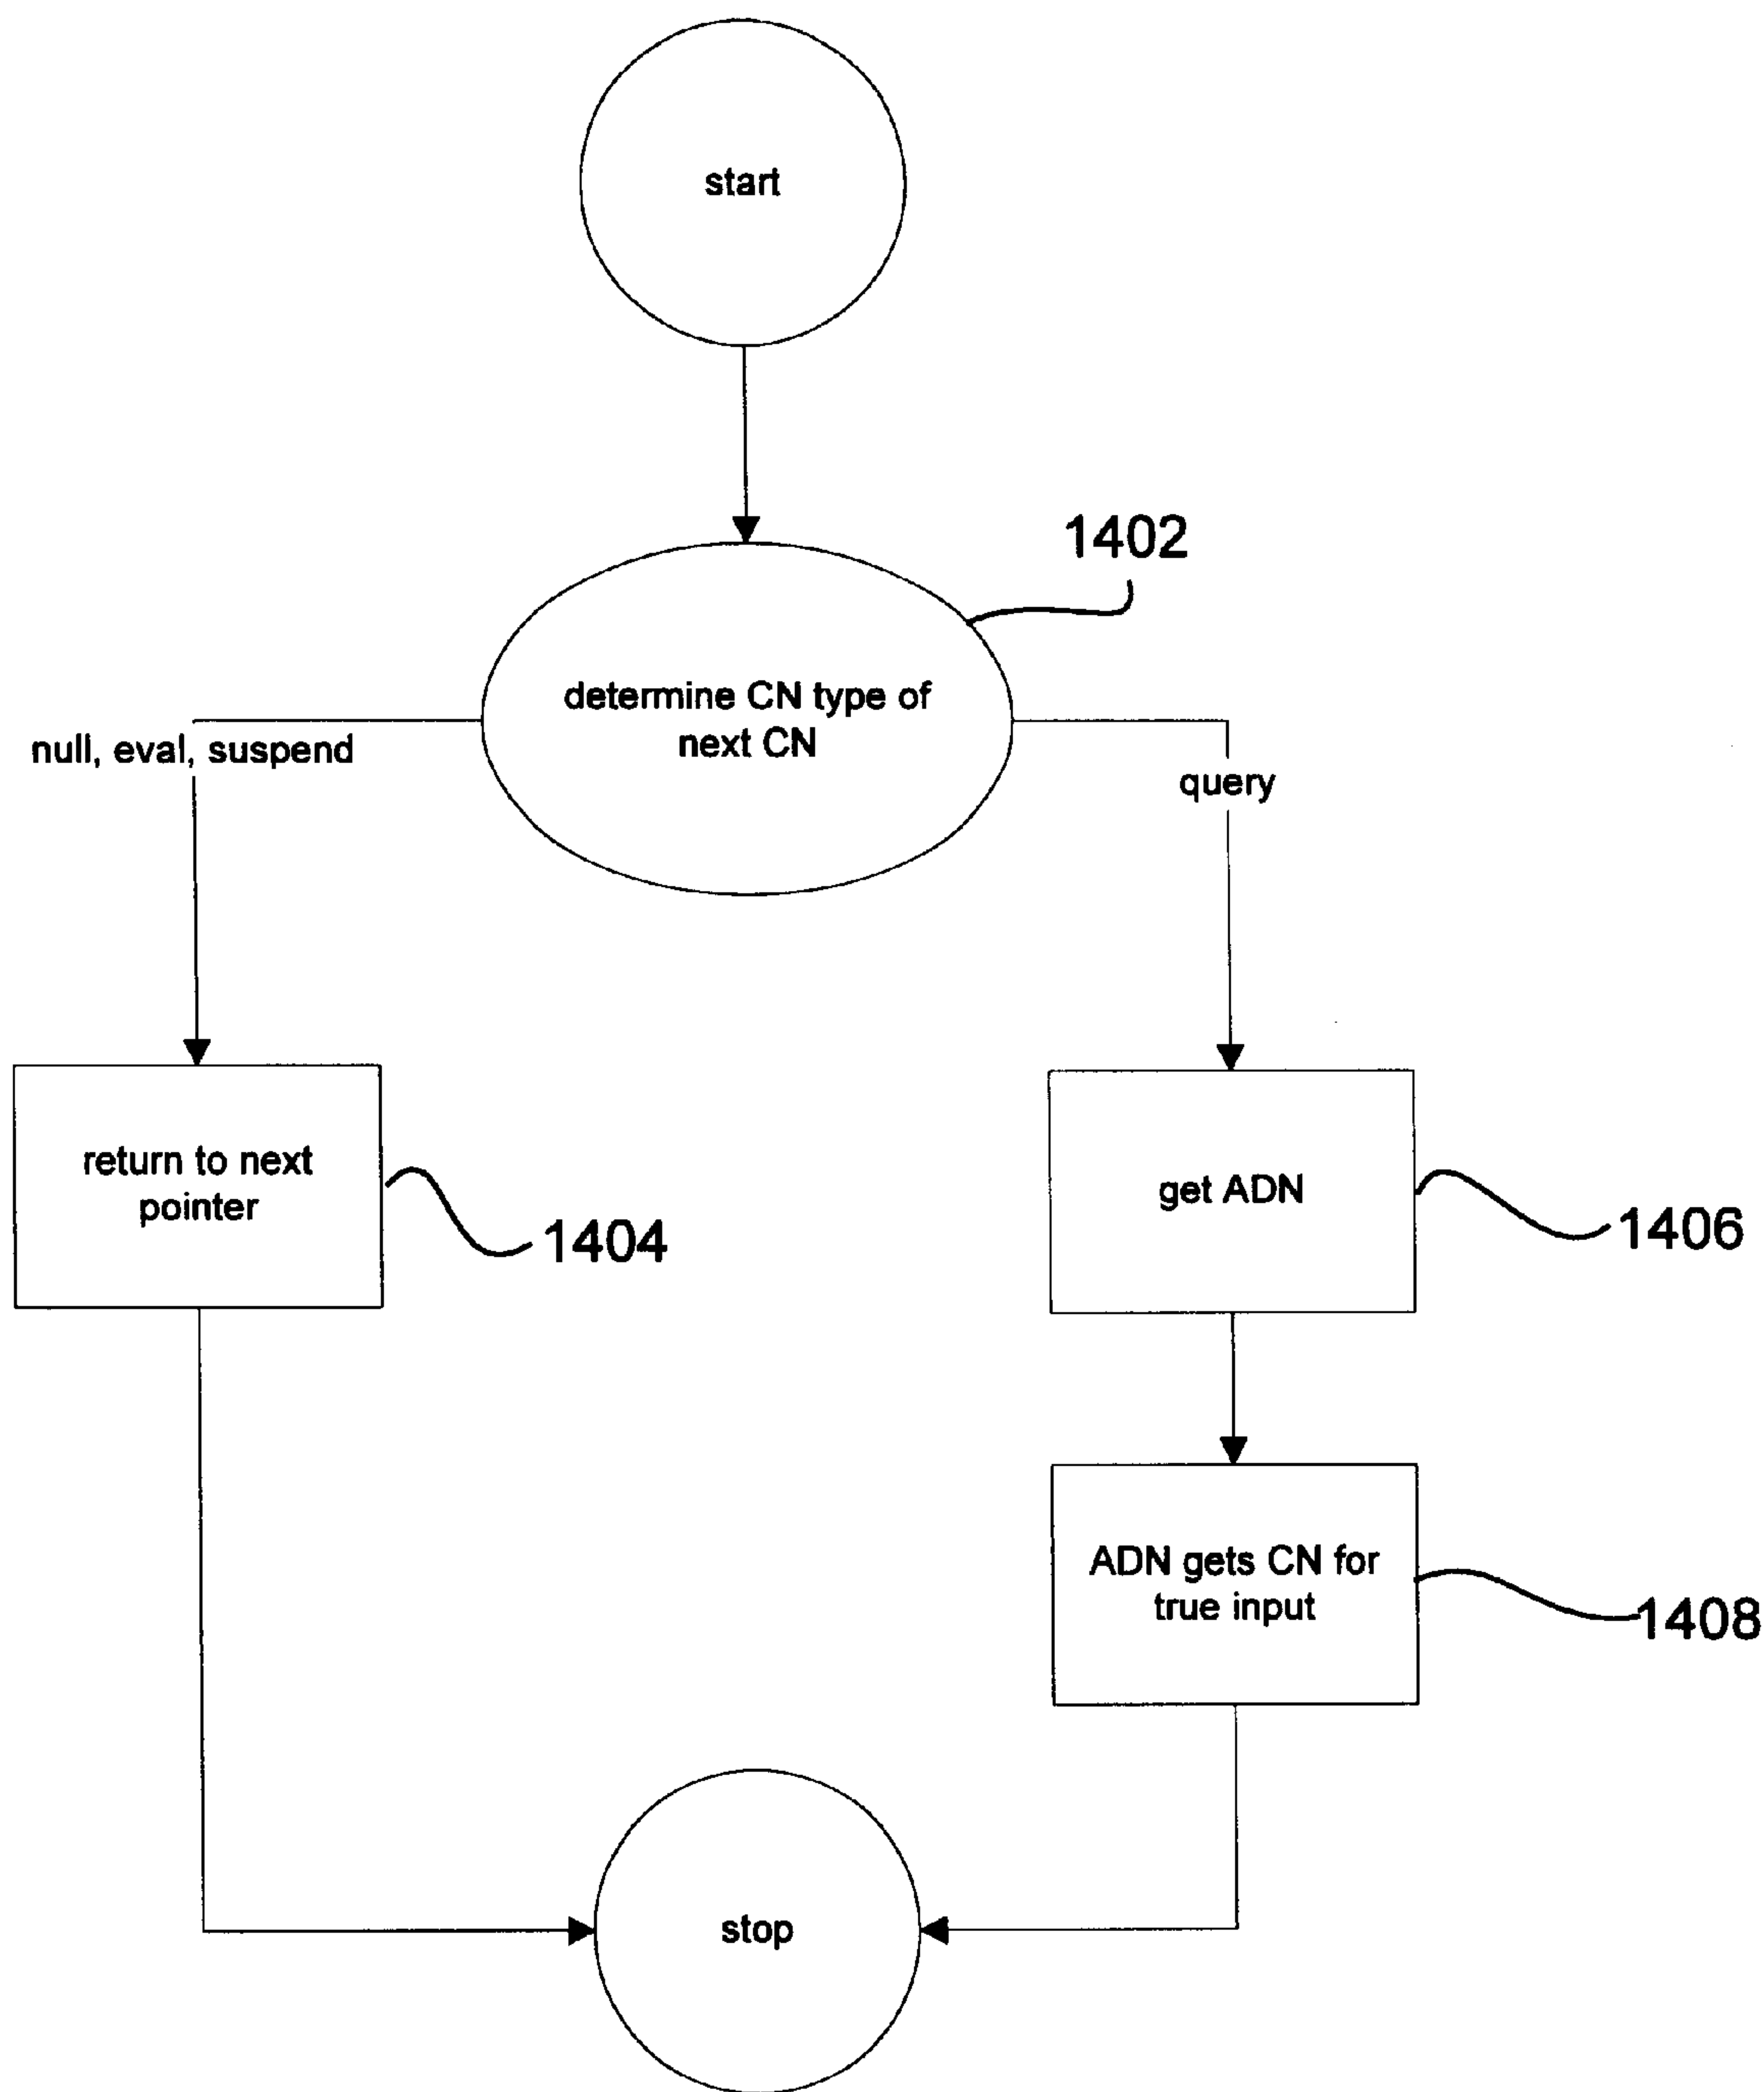 start
1402
determine CN type of
next CN
null, eval, suspend
query
return to next
pointer
1404
get ADN
1406
ADN gets CN for
true input
1408
stop